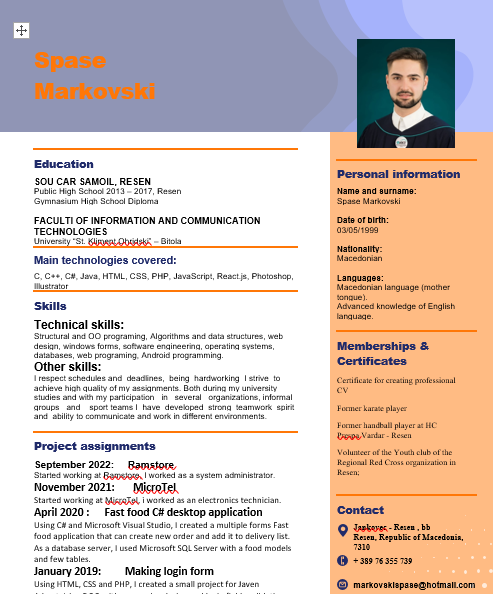 Spase
Markovski
Education
SOU CAR SAMOIL, RESEN
Public High School 2013 – 2017, Resen
Gymnasium High School Diploma
FACULTI OF INFORMATION AND COMMUNICATION
TECHNOLOGIES
University "St. Kliment Ohridski" – Bitola
Main technologies covered:
C, C++, C#, Java, HTML, CSS, PHP, JavaScript, React.js, Photoshop,
Illustrator
Skills
Technical skills:
Structural and OO programing, Algorithms and data structures, web
design, windows forms, software engineering, operating systems,
databases, web programing, Android programming.
Other skills:
I respect schedules and deadlines, being hardworking I strive to
achieve high quality of my assignments. Both during my university
studies and with my participation in several organizations, informal
groups and sport teams I have developed strong teamwork spirit
and ability to communicate and work in different environments.
Project assignments
September 2022: Ramstore
Started working at Ramstore, I worked as a system administrator.
November 2021: MicroTel
Started working at MicroTel, i worked as an electronics technician.
April 2020 : Fast food C# desktop application
Using C# and Microsoft Visual Studio, I created a multiple forms Fast
food application that can create new order and add it to delivery list.
As a database server, I used Microsoft SQL Server with a food models
and few tables.
January 2019: Making login form
Using HTML, CSS and PHP, I created a small project for Javen
Personal information
Name and surname:
Spase Markovski
Date of birth:
03/05/1999
Nationality:
Macedonian
Languages:
Macedonian language (mother
tongue).
Advanced knowledge of English
language.
Memberships &
Certificates
Certificate for creating professional
CV
Former karate player
Former handball player at HC
Prespa Vardar - Resen
Volunteer of the Youth club of the
Regional Red Cross organization in
Resen;
Contact
Jankovec - Resen , bb
Resen, Republic of Macedonia,
7310
+ 389 76 355 739
markovskispase@hotmail.com